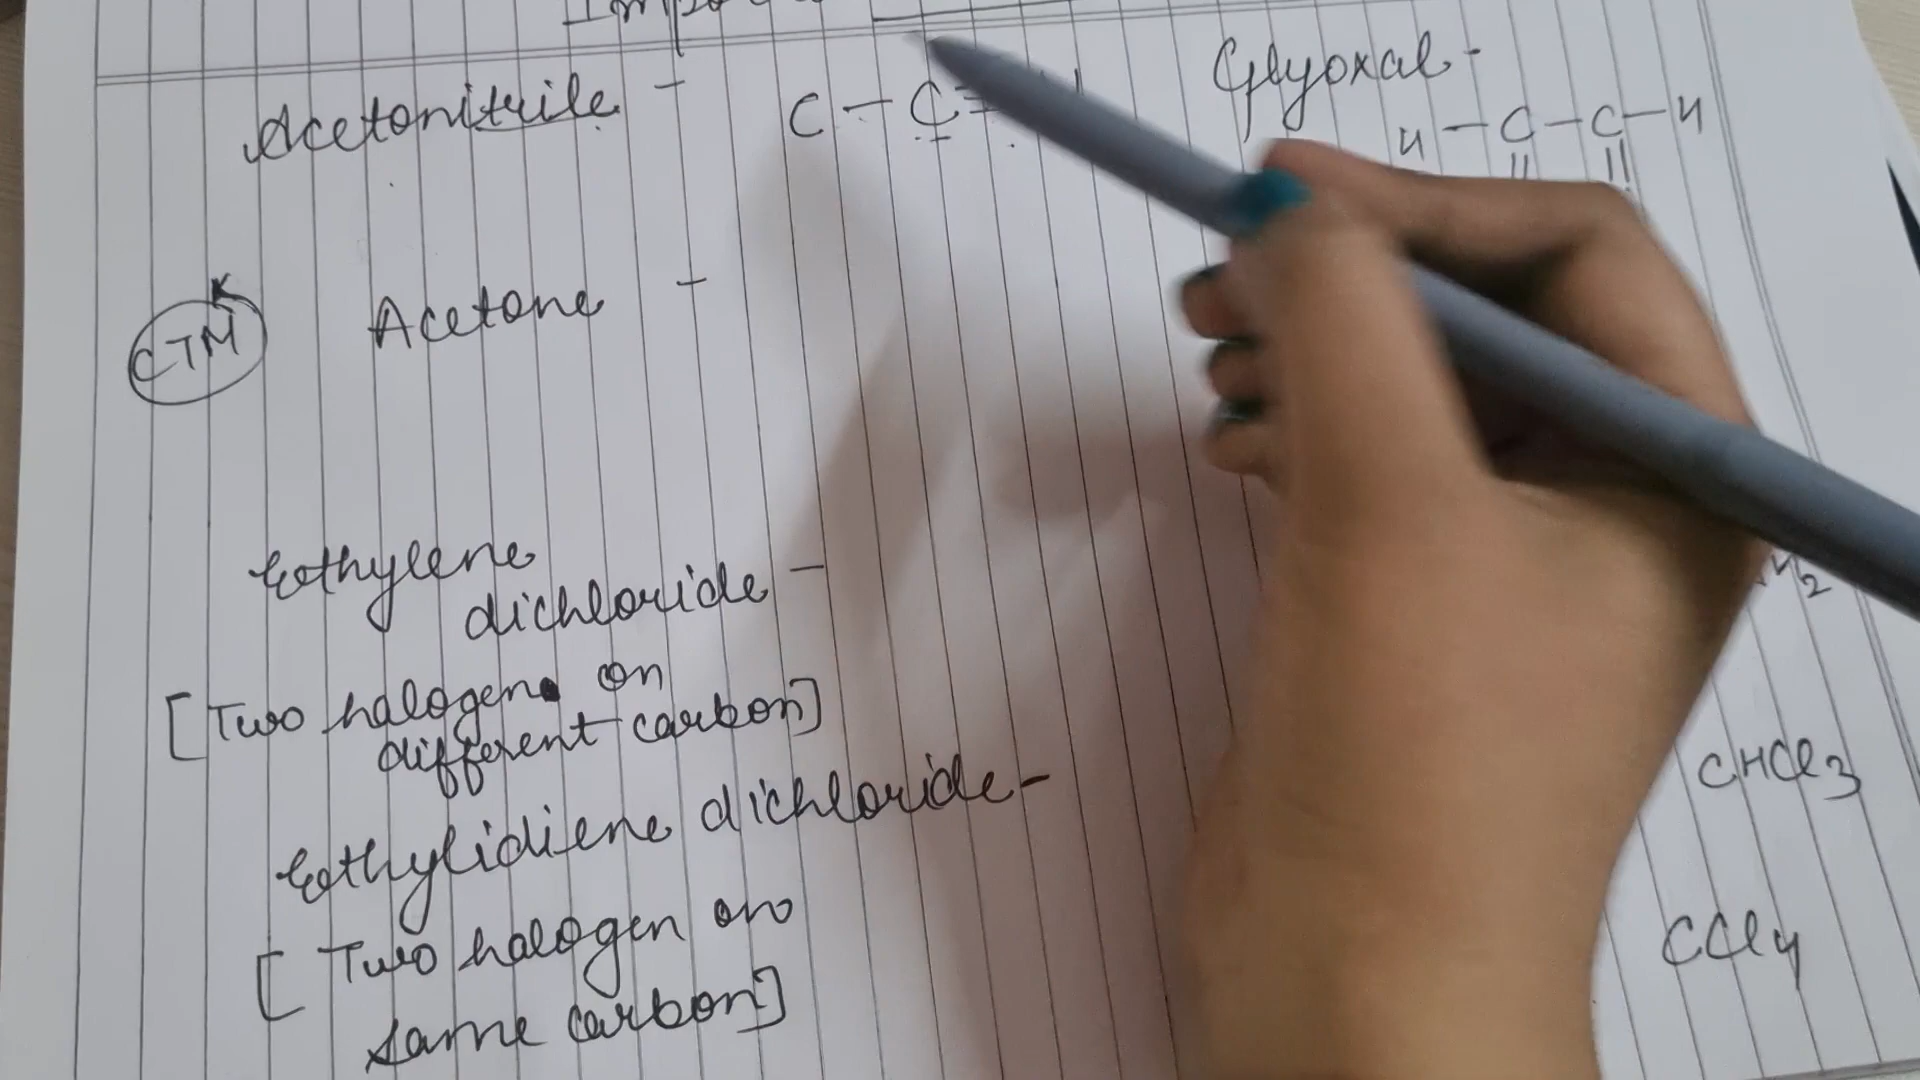 Acetonitrile - C - C ≡
Glyoxal -
H - C - C - H
CTM
Acetone -
Ethylene
dichloride -
[Two halogen on
different carbon]
Ethylidiene dichloride -
[Two halogen on
same carbon]
CHCl3
CCl4